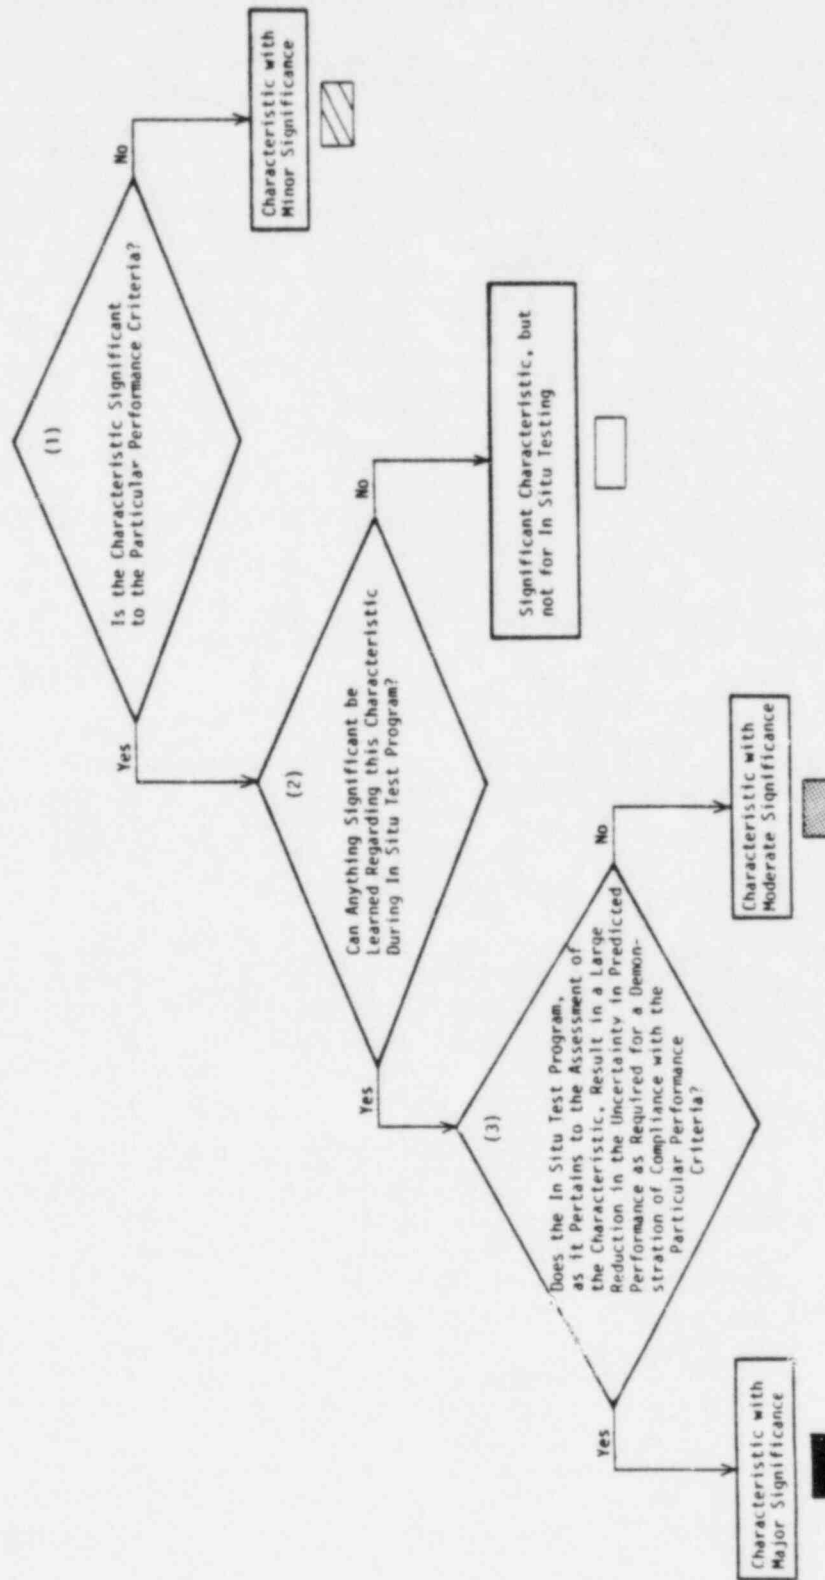 (1)
Is the Characteristic Significant
to the Particular Performance Criteria?
No
Characteristic with
Minor Significance
Yes
(2)
Can Anything Significant be
Learned Regarding this Characteristic
During In Situ Test Program?
No
Significant Characteristic, but
not for In Situ Testing
Yes
(3)
Does the In Situ Test Program,
as it Pertains to the Assessment of
the Characteristic, Result in a Large
Reduction in the Uncertainty in Predicted
Performance as Required for a Demon-
stration of Compliance with the
Particular Performance
Criteria?
No
Characteristic with
Moderate Significance
Yes
Characteristic with
Major Significance